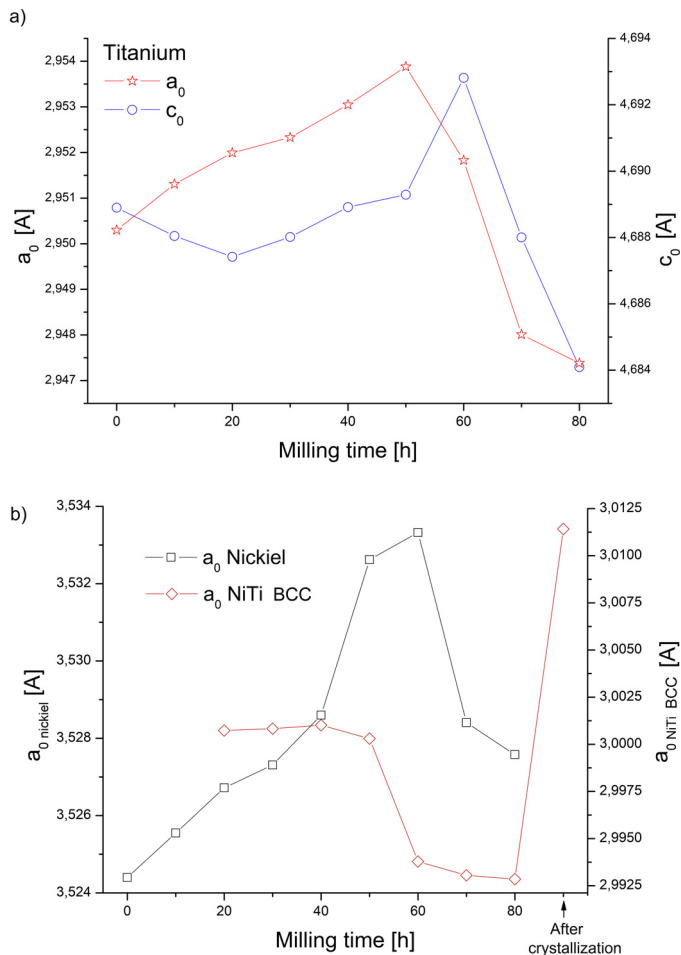 a)
Titanium
a0
c0
2,954
2,953
2,952
2,951
2,950
2,949
2,948
2,947
a0 [A]
4,694
4,692
4,690
4,688
4,686
4,684
c0 [A]
0 20 40 60 80
Milling time [h]
b)
a0 Nickiel
a0 NiTi BCC
3,534
3,532
3,530
3,528
3,526
3,524
a0 nickiel [A]
3,0125
3,0100
3,0075
3,0050
3,0025
3,0000
2,9975
2,9950
2,9925
a0 NiTi BCC [A]
0 20 40 60 80
Milling time [h]
After
crystallization